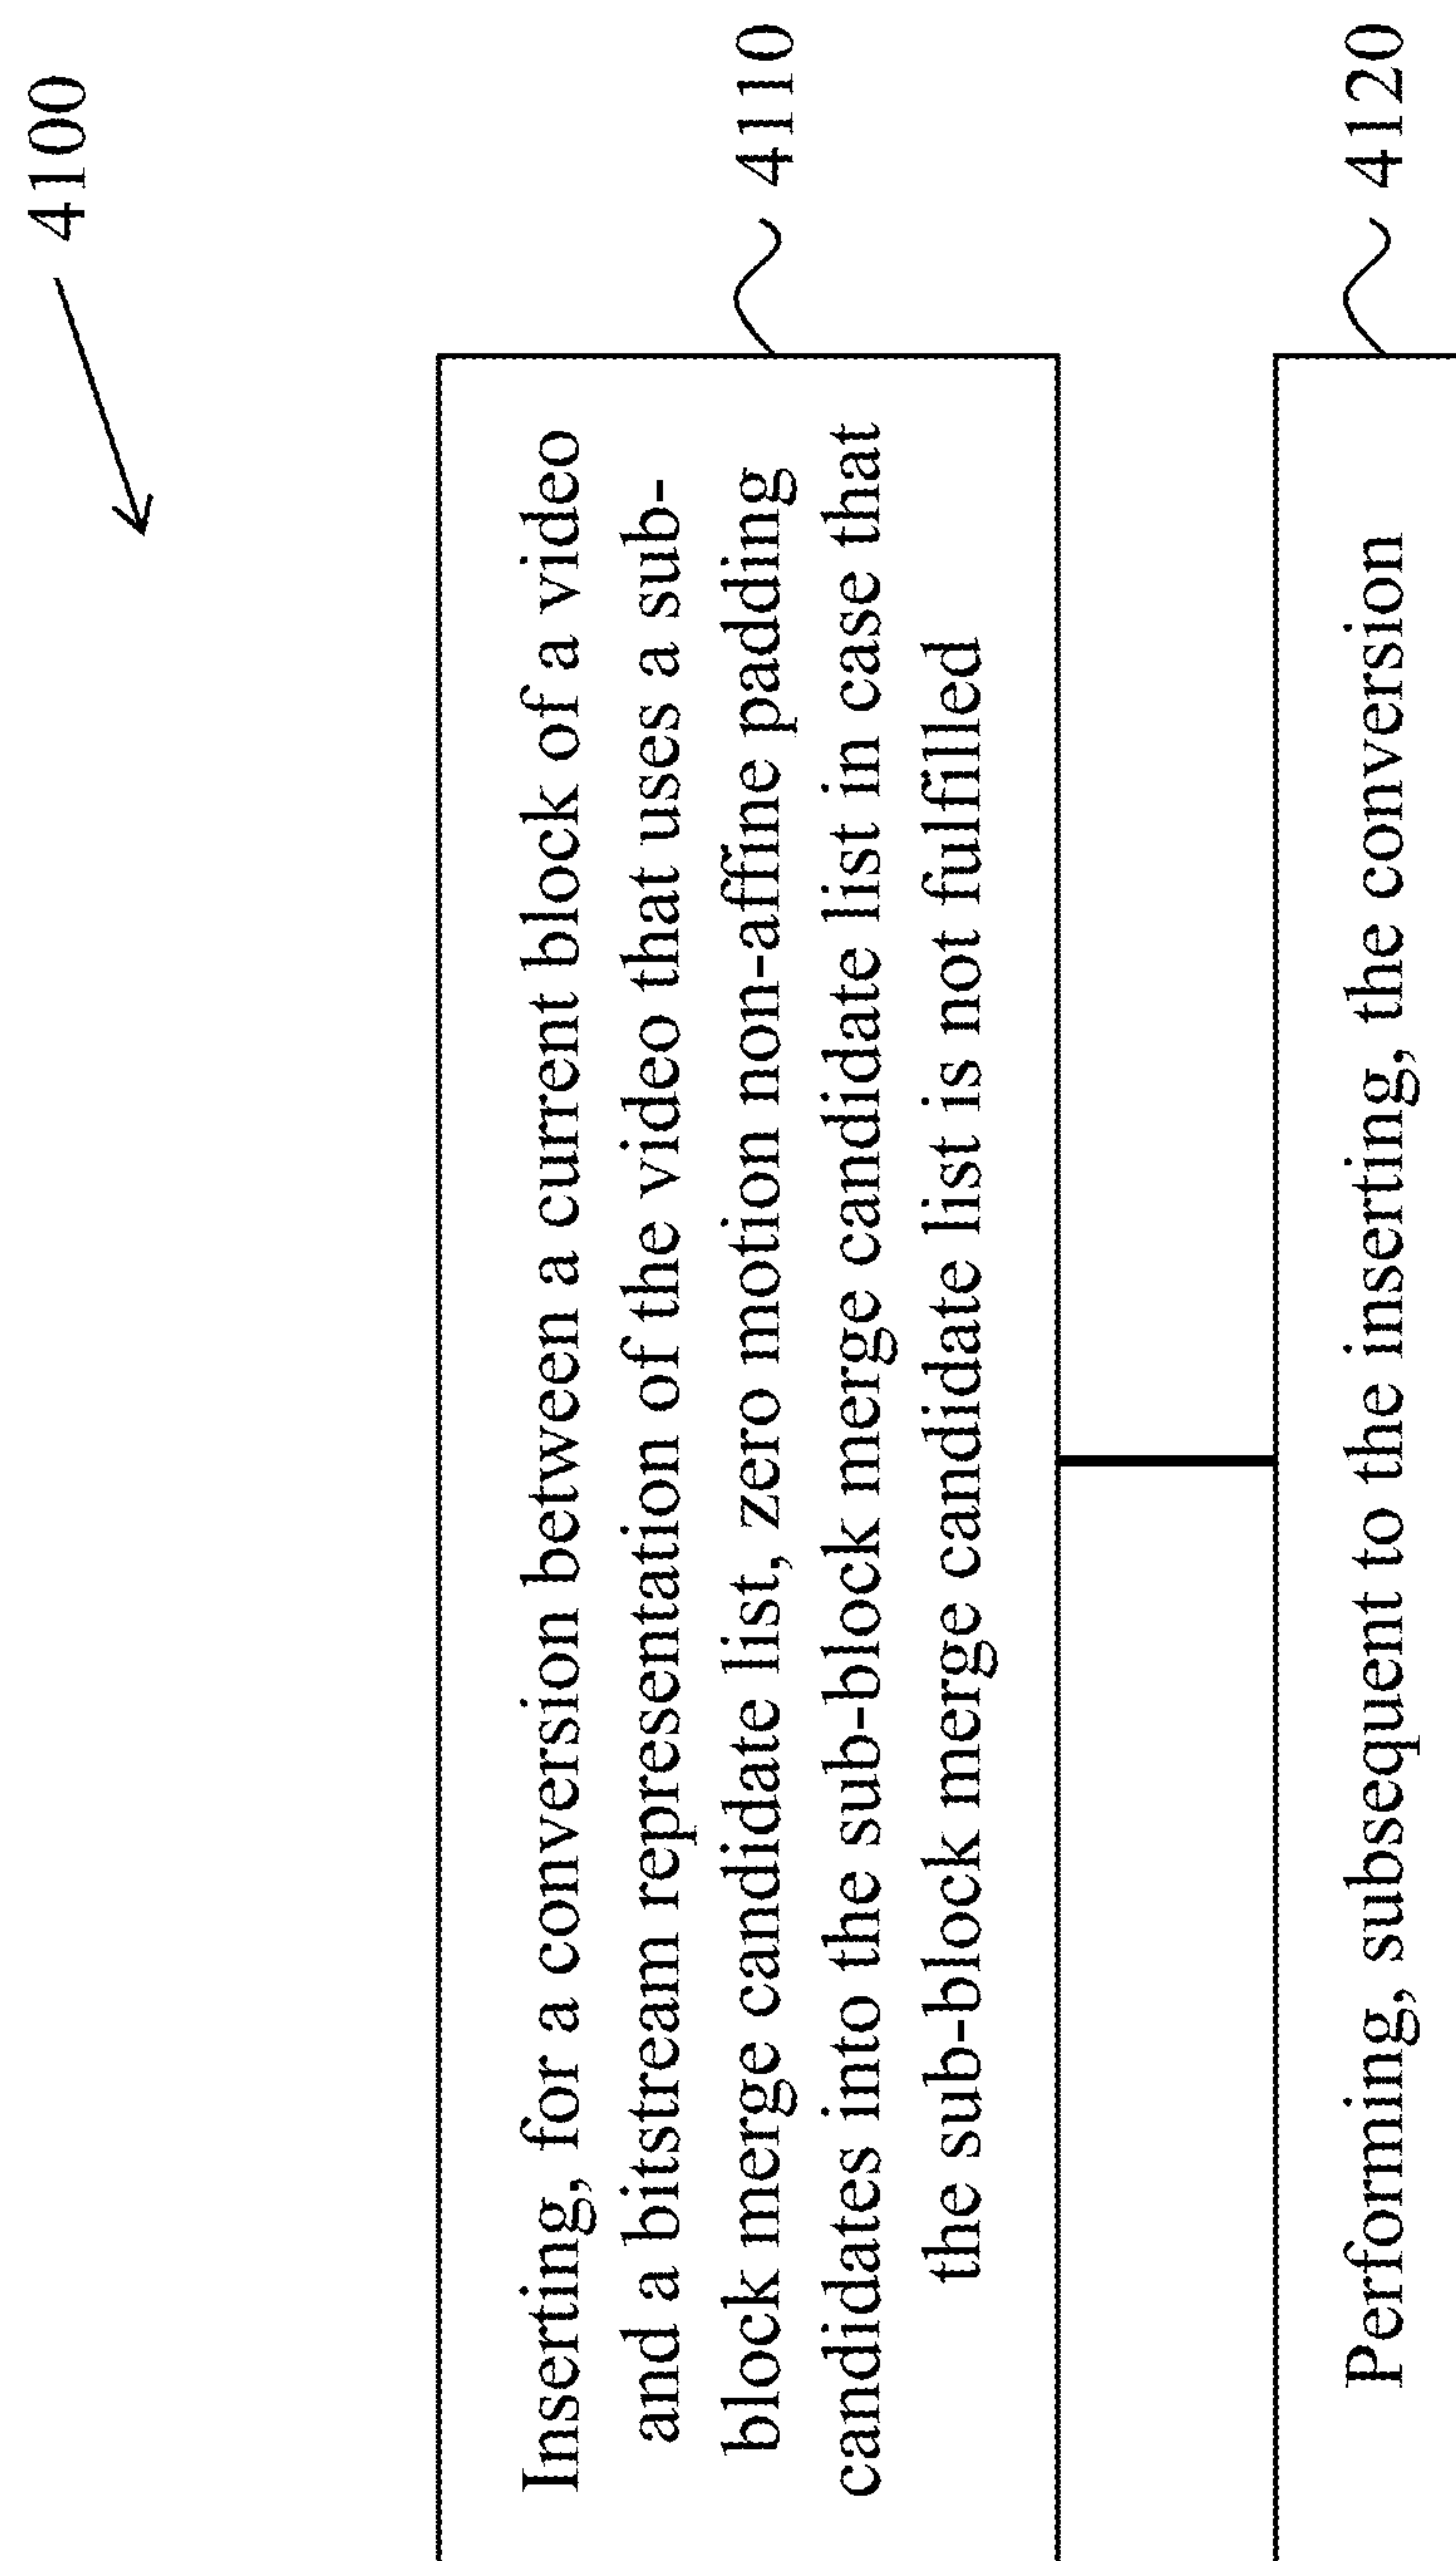 4100
Inserting, for a conversion between a current block of a video
and a bitstream representation of the video that uses a sub-
block merge candidate list, zero motion non-affine padding
candidates into the sub-block merge candidate list in case that
the sub-block merge candidate list is not fulfilled
4110
Performing, subsequent to the inserting, the conversion
4120